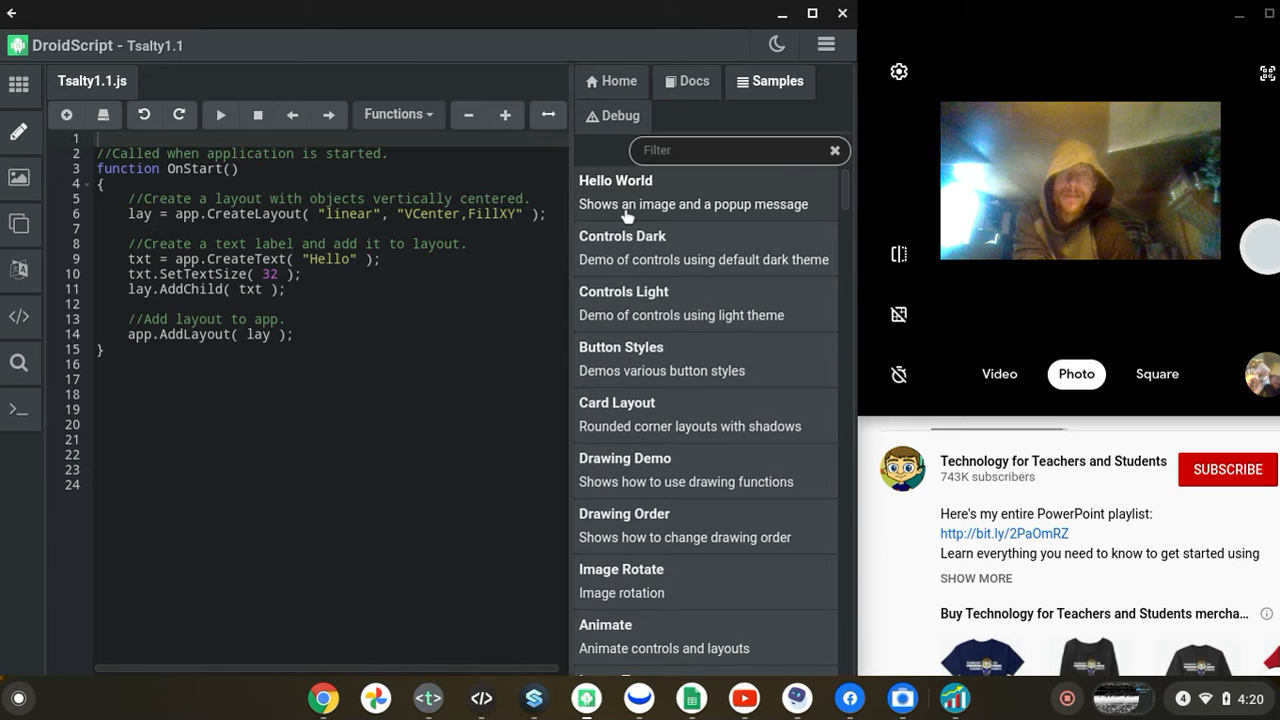 DroidScript - Tsalty1.1
Tsalty1.1.js
Functions
1
2 //Called when application is started.
3 function OnStart()
4 {
5 //Create a layout with objects vertically centered.
6 lay = app.CreateLayout( "linear", "VCenter,FillXY" );
7
8 //Create a text label and add it to layout.
9 txt = app.CreateText( "Hello" );
10 txt.SetTextSize( 32 );
11 lay.AddChild( txt );
12
13 //Add layout to app.
14 app.AddLayout( lay );
15 }
16
17
18
19
20
21
22
23
24
Home Docs Samples
Debug
Filter
Hello World
Shows an image and a popup message
Controls Dark
Demo of controls using default dark theme
Controls Light
Demo of controls using light theme
Button Styles
Demos various button styles
Card Layout
Rounded corner layouts with shadows
Drawing Demo
Shows how to use drawing functions
Drawing Order
Shows how to change drawing order
Image Rotate
Image rotation
Animate
Animate controls and layouts
Video Photo Square
Technology for Teachers and Students
743K subscribers
SUBSCRIBE
Here's my entire PowerPoint playlist:
http://bit.ly/2PaOmRZ
Learn everything you need to know to get started using
SHOW MORE
Buy Technology for Teachers and Students mercha...
4 4:20